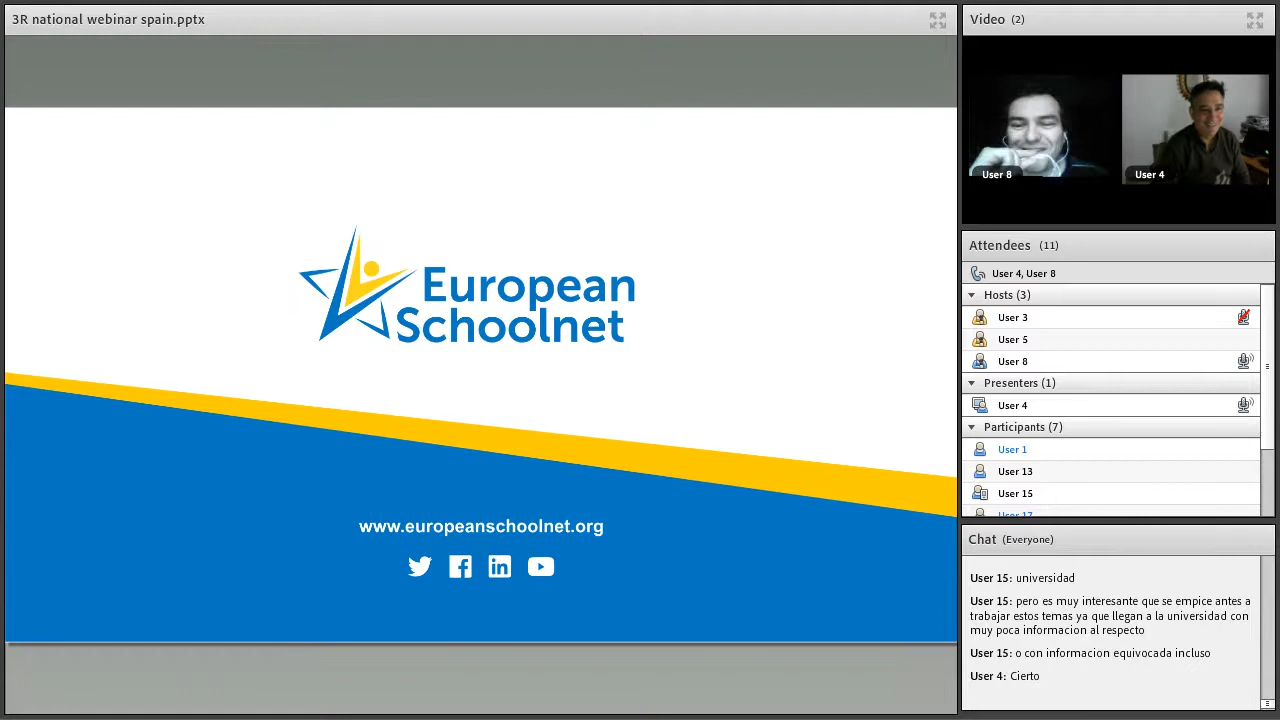 3R national webinar spain.pptx
European
Schoolnet
www.europeanschoolnet.org
Video (2)
User 8
User 4
Attendees (11)
User 4, User 8
Hosts (3)
User 3
User 5
User 8
Presenters (1)
User 4
Participants (7)
User 1
User 13
User 15
User 17
Chat (Everyone)
User 15: universidad
User 15: pero es muy interesante que se empice antes a
trabajar estos temas ya que llegan a la universidad con
muy poca informacion al respecto
User 15: o con informacion equivocada incluso
User 4: Cierto